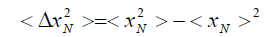 < Δx_N^2 >=< x_N^2 > − < x_N >^2